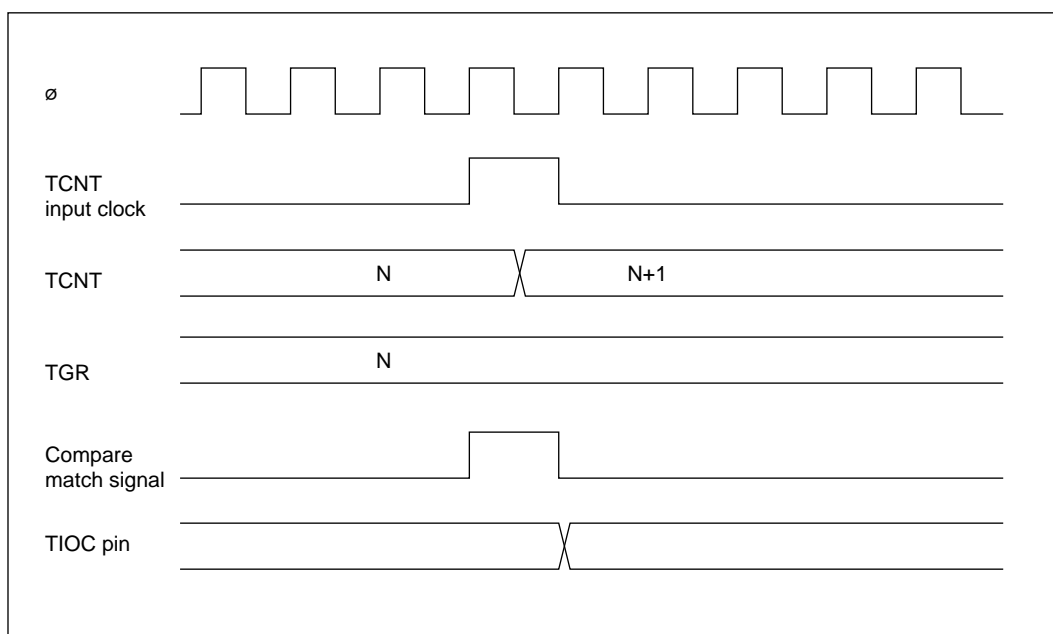 ø
TCNT
input clock
TCNT
N
N+1
TGR
N
Compare
match signal
TIOC pin